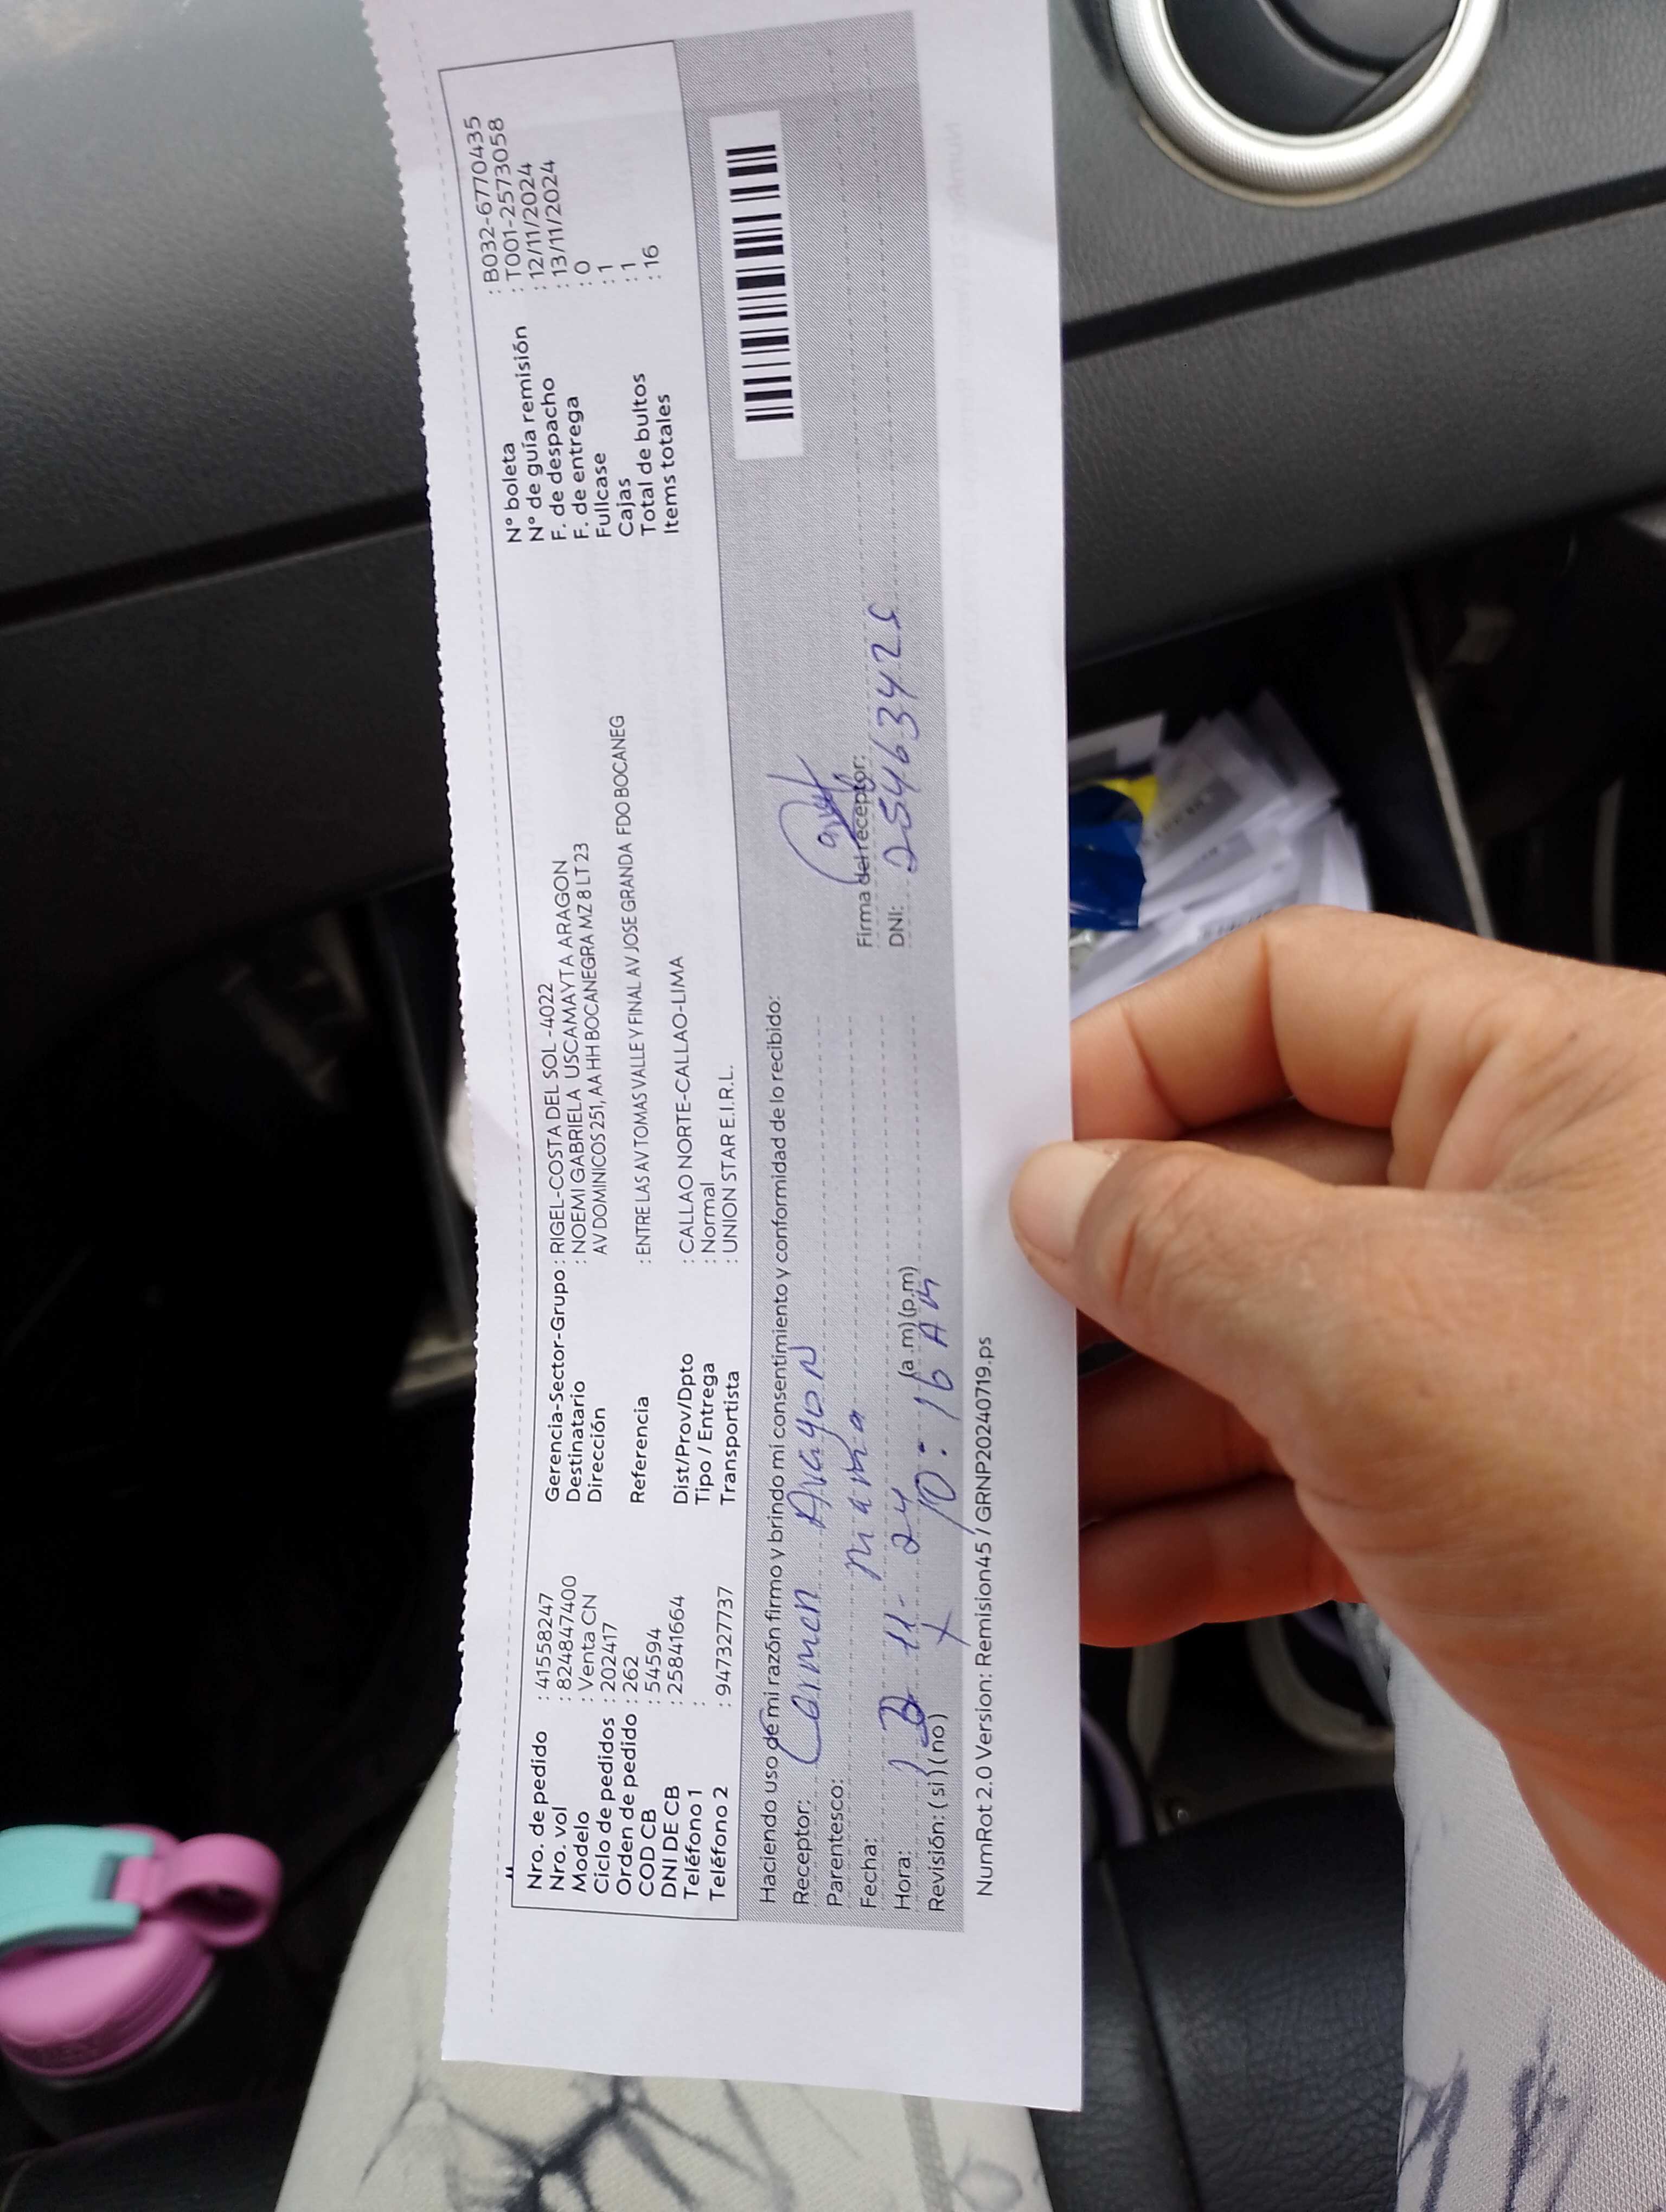 Nro. de pedido : 41558247
Nro. vol : 824847400
Modelo : Venta CN
Ciclo de pedidos : 202417
Orden de pedido : 262
COD CB : 54594
DNI DE CB : 25841664
Teléfono 1 :
Teléfono 2 : 947327737
Gerencia-Sector-Grupo : RIGEL-COSTA DEL SOL -4022
Destinatario : NOEMI GABRIELA USCAMAYTA ARAGON
Dirección AV DOMINICOS 251, AA HH BOCANEGRA MZ 8 LT 23
Referencia : ENTRE LAS AV TOMAS VALLE Y FINAL AV JOSE GRANDA FDO BOCANEG
Dist/Prov/Dpto : CALLAO NORTE-CALLAO-LIMA
Tipo / Entrega : Normal
Transportista : UNION STAR E.I.R.L.
N° boleta : B032-6770435
N° de guía remisión : T001-2573058
F. de despacho : 12/11/2024
F. de entrega : 13/11/2024
Fullcase : 0
Cajas : 1
Total de bultos : 1
Items totales : 16
Haciendo uso de mi razón firmo y brindo mi consentimiento y conformidad de lo recibido:
Receptor: Carmen Aragon
Parentesco: mama
Fecha: 13 11- 24
Hora: 10:16 AM (a.m) (p.m)
Revisión: (si) (no) X
Firma del receptor:
DNI: 25463425
NumRot 2.0 Version: Remision45 / GRNP20240719.ps